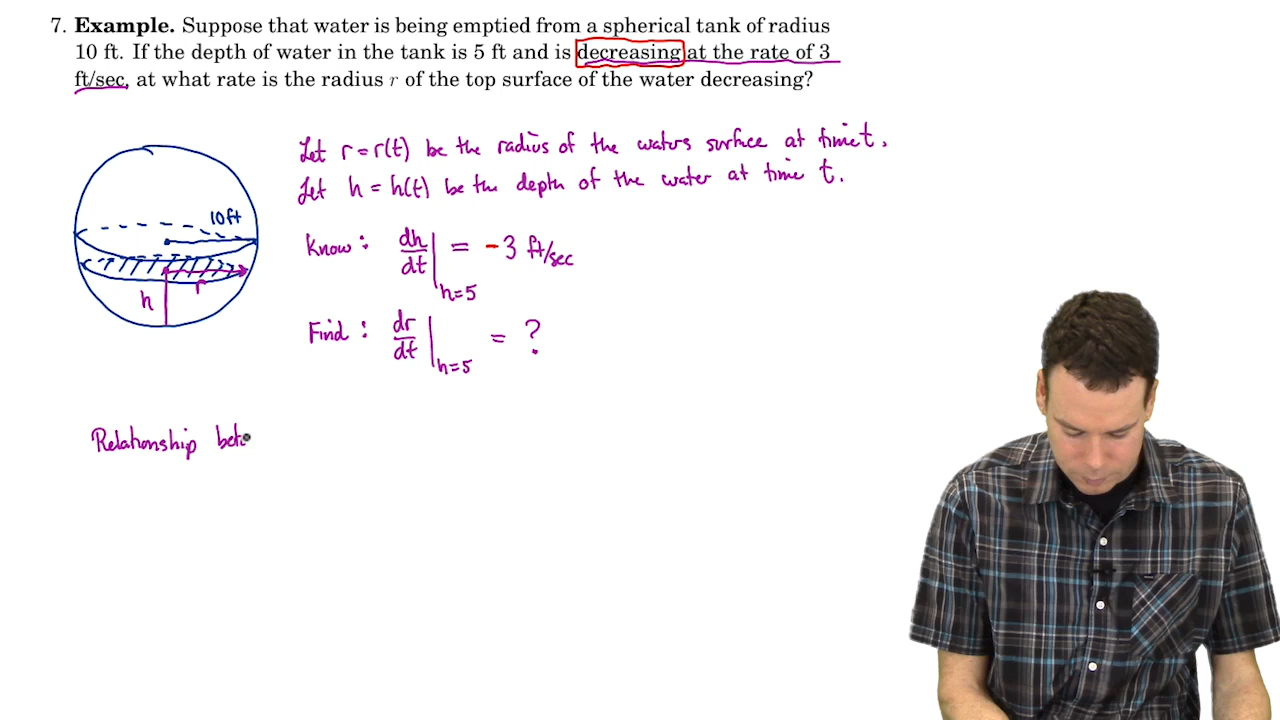 7. Example. Suppose that water is being emptied from a spherical tank of radius
10 ft. If the depth of water in the tank is 5 ft and is decreasing at the rate of 3
ft/sec, at what rate is the radius r of the top surface of the water decreasing?
Let r = r(t) be the radius of the waters surface at time t.
Let h = h(t) be the depth of the water at time t.
10 ft
r
h
Know: dh/dt |h=5 = -3 ft/sec
Find: dr/dt |h=5 = ?
Relationship betw